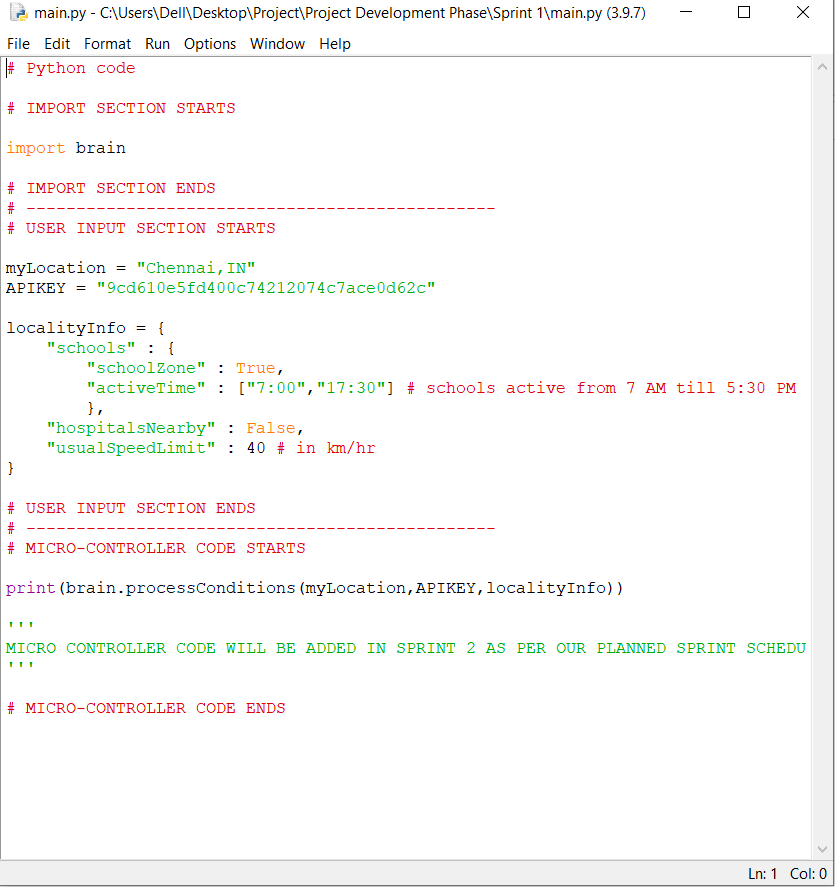 main.py - C:\Users\Dell\Desktop\Project\Project Development Phase\Sprint 1\main.py (3.9.7)
File Edit Format Run Options Window Help
# Python code

# IMPORT SECTION STARTS

import brain

# IMPORT SECTION ENDS
# -----------------------------------------------
# USER INPUT SECTION STARTS

myLocation = "Chennai,IN"
APIKEY = "9cd610e5fd400c74212074c7ace0d62c"

localityInfo = {
    "schools" : {
        "schoolZone" : True,
        "activeTime" : ["7:00","17:30"] # schools active from 7 AM till 5:30 PM
        },
    "hospitalsNearby" : False,
    "usualSpeedLimit" : 40 # in km/hr
}

# USER INPUT SECTION ENDS
# -----------------------------------------------
# MICRO-CONTROLLER CODE STARTS

print(brain.processConditions(myLocation,APIKEY,localityInfo))

'''
MICRO CONTROLLER CODE WILL BE ADDED IN SPRINT 2 AS PER OUR PLANNED SPRINT SCHEDU
'''

# MICRO-CONTROLLER CODE ENDS
Ln: 1 Col: 0